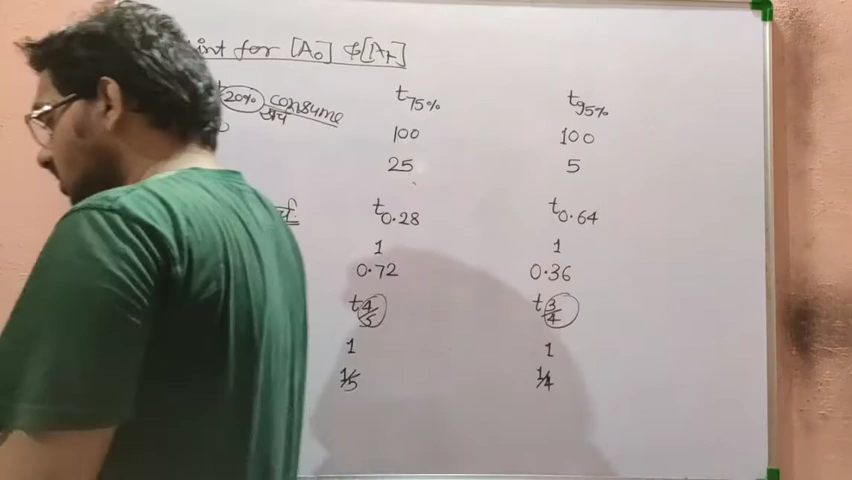 int for [A₀] & [Aₜ]
20% consume t75% t95%
100 100
25 5
t0.28 t0.64
1 1
0.72 0.36
t4/5 t3/4
1 1
1/5 1/4